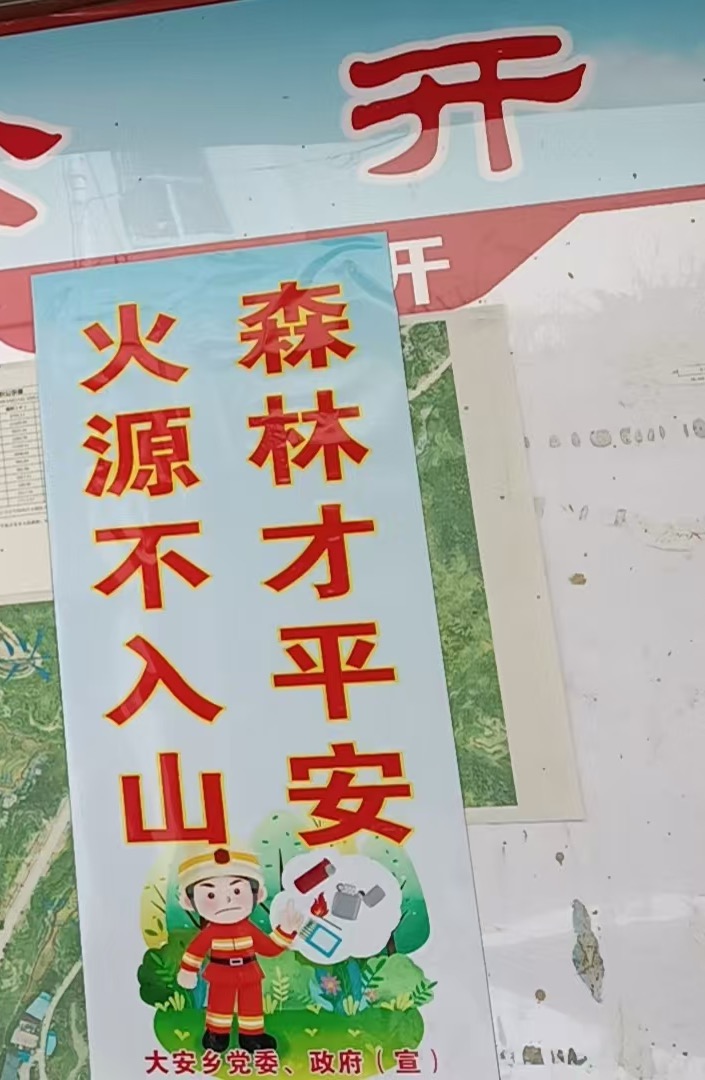 开
开
火源不入山
森林才平安
大安乡党委、政府（宣）